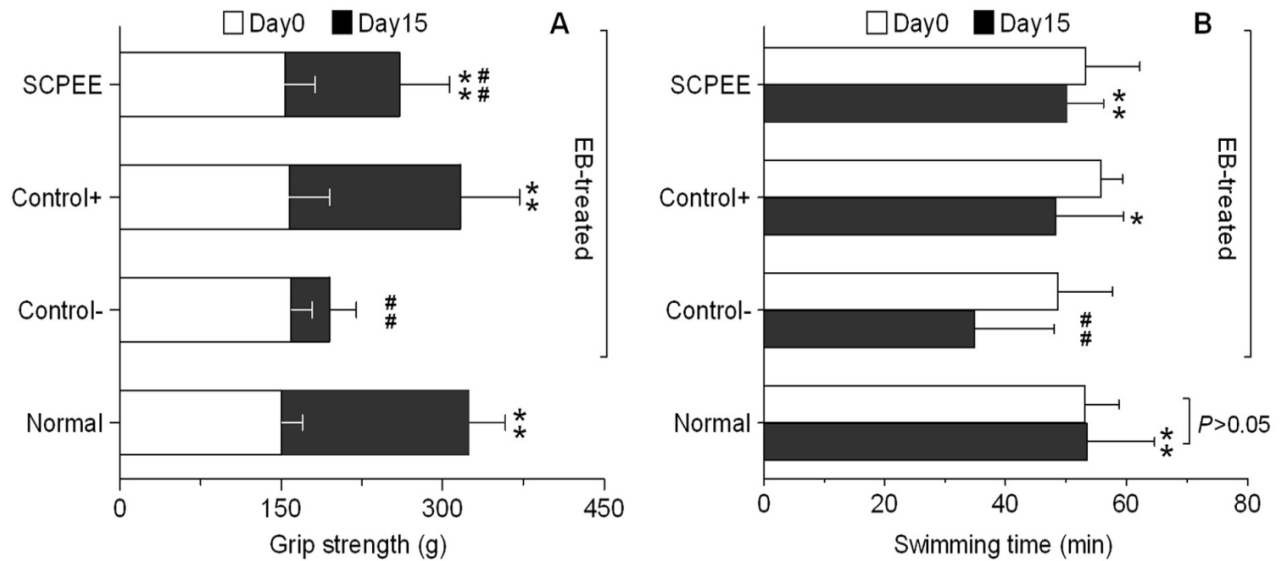 Day0 Day15 A
SCPEE
*#
*#
Control+
*
*
Control-
#
#
Normal
*
*
EB-treated
0 150 300 450
Grip strength (g)
Day0 Day15 B
SCPEE
*
*
Control+
*
Control-
#
#
Normal
*
*
P>0.05
EB-treated
0 20 40 60 80
Swimming time (min)